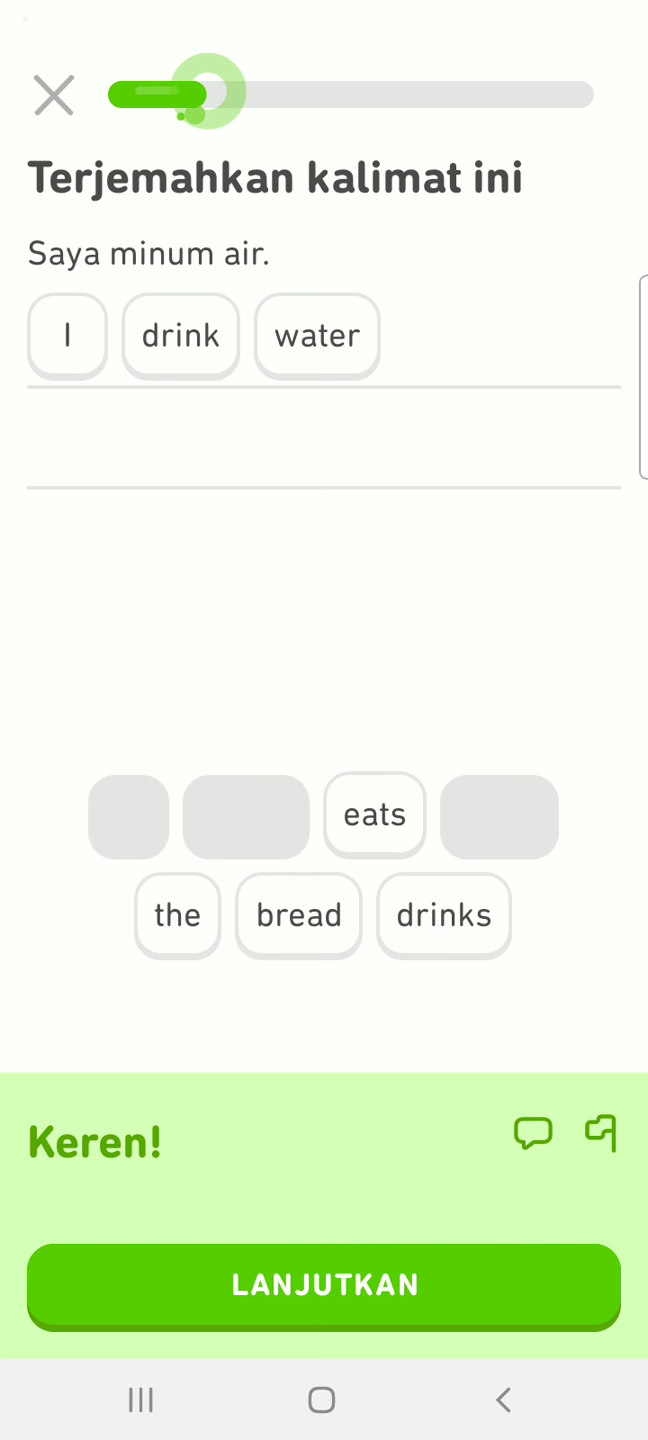 Terjemahkan kalimat ini
Saya minum air.
I drink water
eats
the bread drinks
Keren!
LANJUTKAN